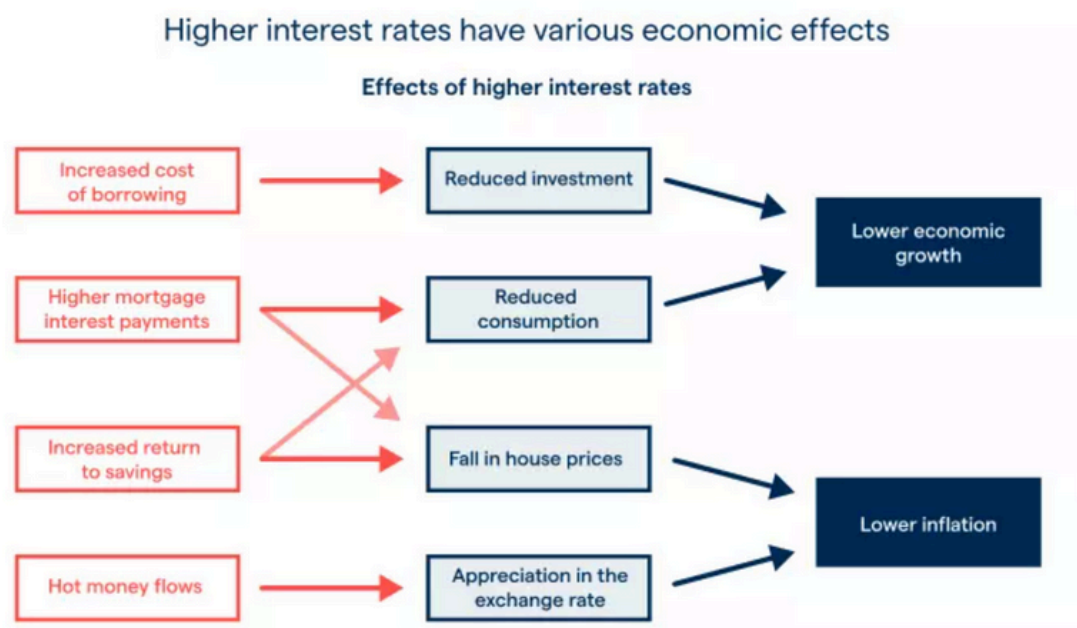 Higher interest rates have various economic effects
Effects of higher interest rates
Increased cost
of borrowing
Reduced investment
Lower economic
growth
Higher mortgage
interest payments
Reduced
consumption
Increased return
to savings
Fall in house prices
Lower inflation
Hot money flows
Appreciation in the
exchange rate